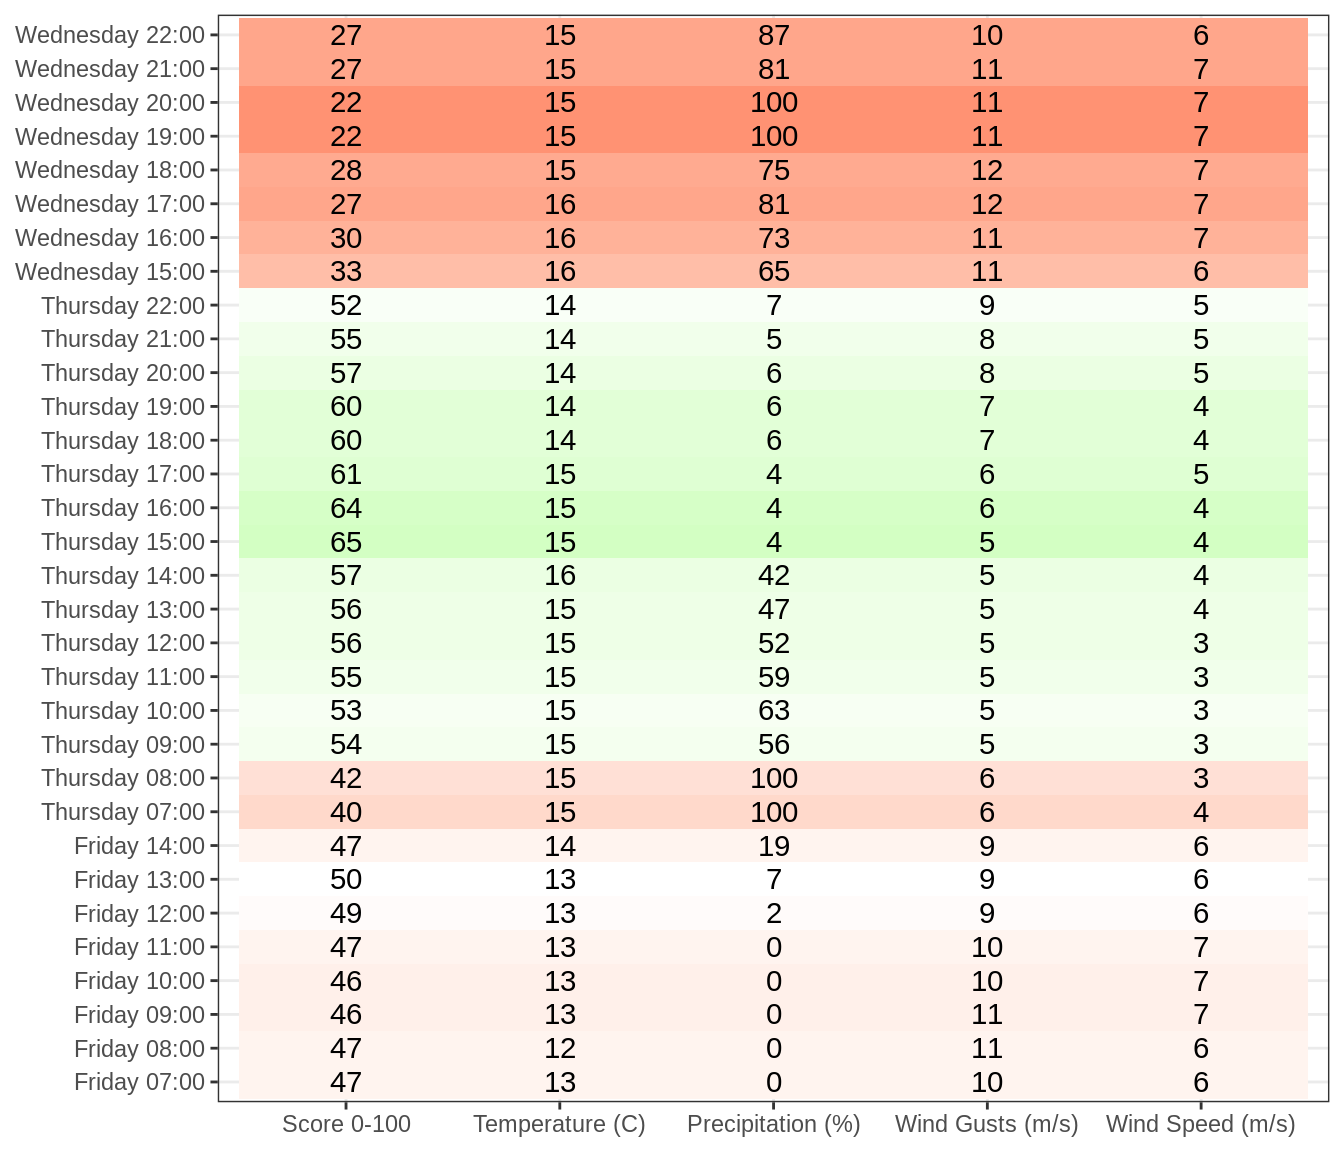 Wednesday 22:00 27 15 87 10 6
Wednesday 21:00 27 15 81 11 7
Wednesday 20:00 22 15 100 11 7
Wednesday 19:00 22 15 100 11 7
Wednesday 18:00 28 15 75 12 7
Wednesday 17:00 27 16 81 12 7
Wednesday 16:00 30 16 73 11 7
Wednesday 15:00 33 16 65 11 6
Thursday 22:00 52 14 7 9 5
Thursday 21:00 55 14 5 8 5
Thursday 20:00 57 14 6 8 5
Thursday 19:00 60 14 6 7 4
Thursday 18:00 60 14 6 7 4
Thursday 17:00 61 15 4 6 5
Thursday 16:00 64 15 4 6 4
Thursday 15:00 65 15 4 5 4
Thursday 14:00 57 16 42 5 4
Thursday 13:00 56 15 47 5 4
Thursday 12:00 56 15 52 5 3
Thursday 11:00 55 15 59 5 3
Thursday 10:00 53 15 63 5 3
Thursday 09:00 54 15 56 5 3
Thursday 08:00 42 15 100 6 3
Thursday 07:00 40 15 100 6 4
Friday 14:00 47 14 19 9 6
Friday 13:00 50 13 7 9 6
Friday 12:00 49 13 2 9 6
Friday 11:00 47 13 0 10 7
Friday 10:00 46 13 0 10 7
Friday 09:00 46 13 0 11 7
Friday 08:00 47 12 0 11 6
Friday 07:00 47 13 0 10 6
Score 0-100 Temperature (C) Precipitation (%) Wind Gusts (m/s) Wind Speed (m/s)